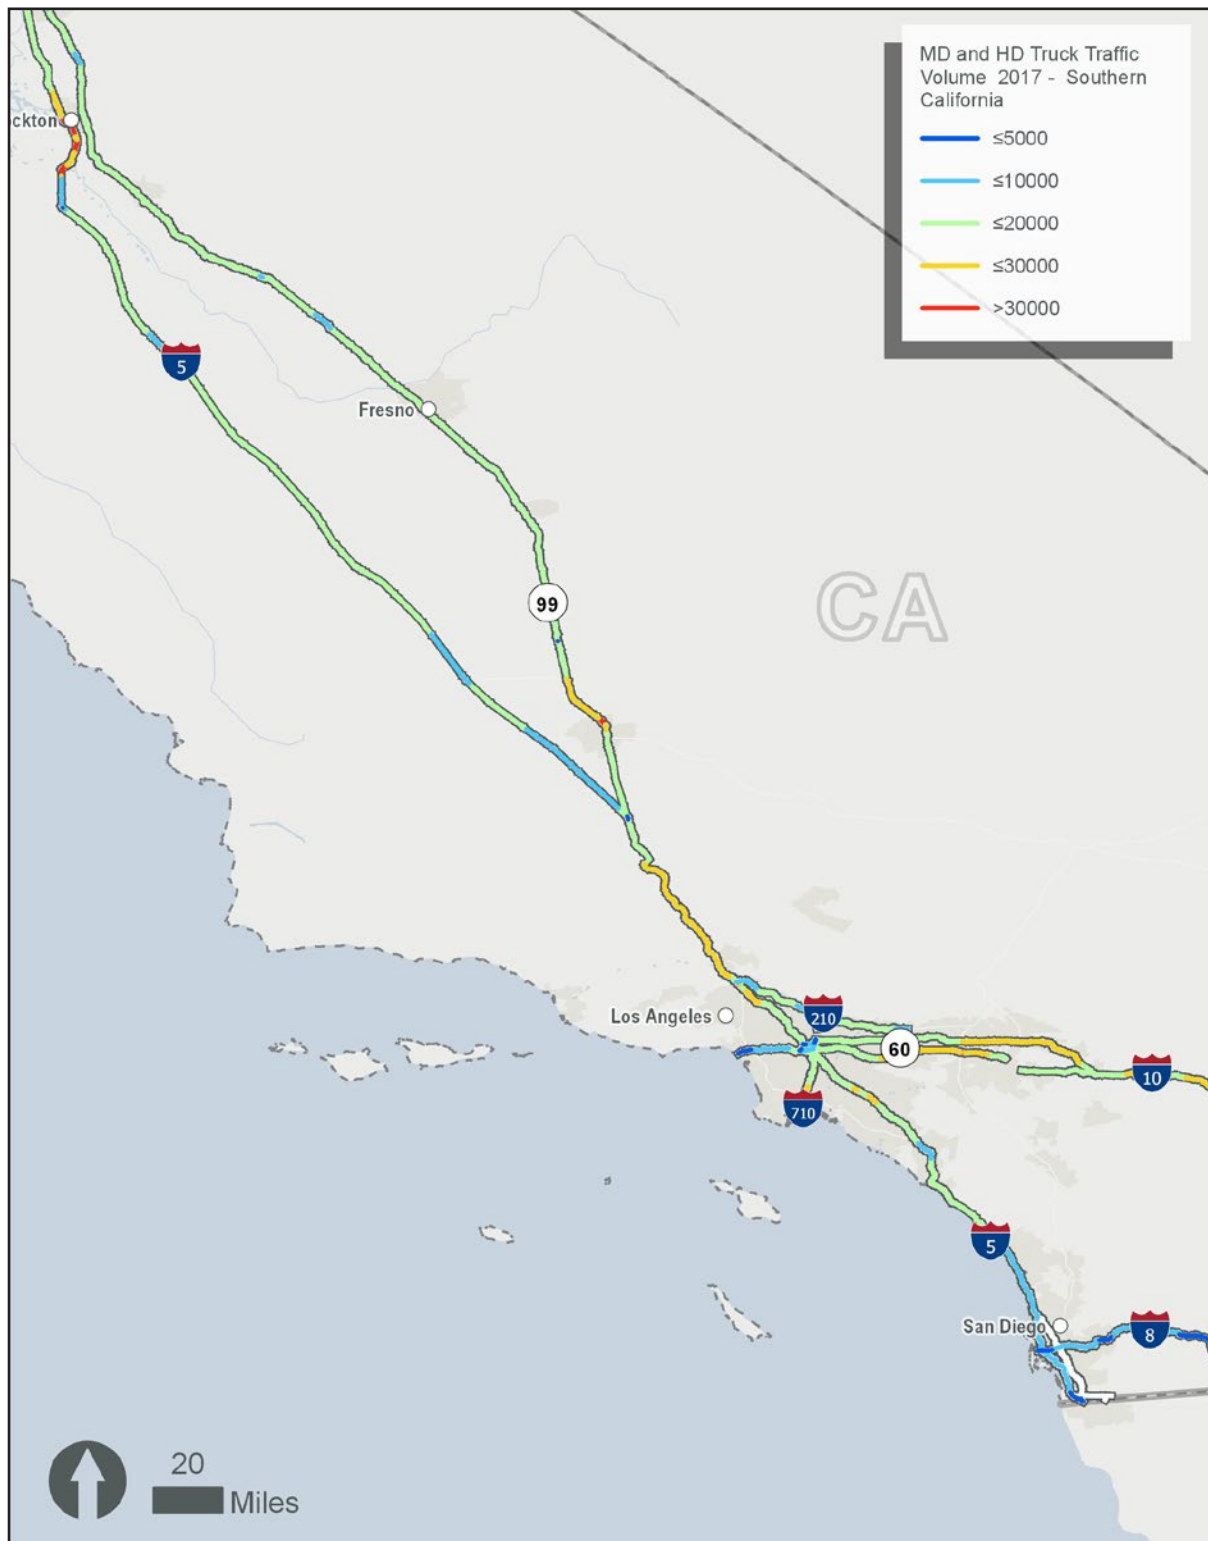 MD and HD Truck Traffic
Volume 2017 - Southern
California
≤5000
≤10000
≤20000
≤30000
>30000
ckton
5
Fresno
99
CA
Los Angeles
210
60
10
710
5
San Diego
8
20
Miles